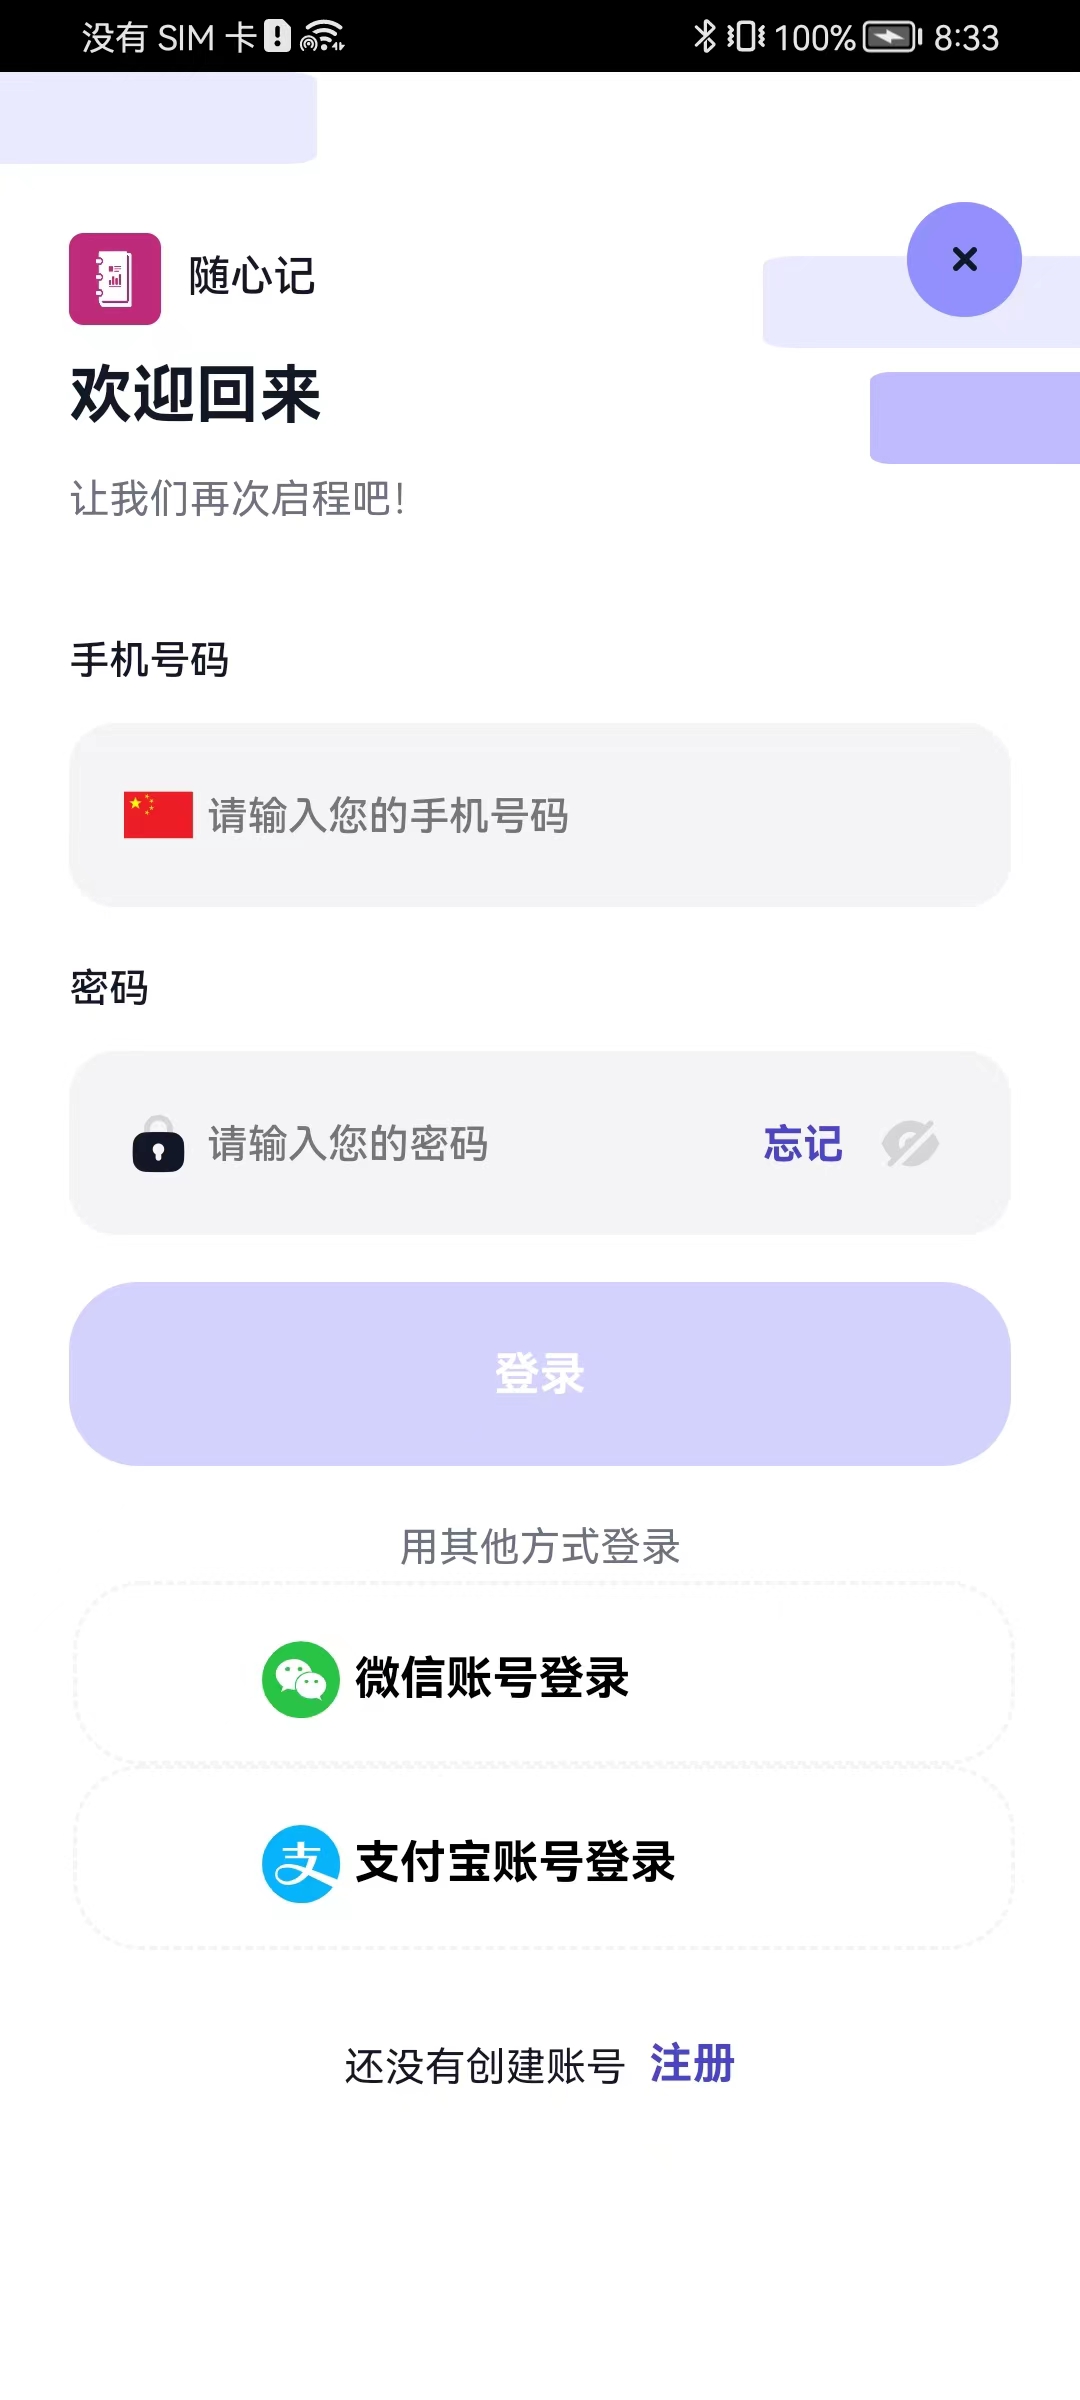 没有 SIM 卡 100% 8:33
随心记
欢迎回来
让我们再次启程吧!
手机号码
请输入您的手机号码
密码
请输入您的密码 忘记
登录
用其他方式登录
微信账号登录
支付宝账号登录
还没有创建账号 注册